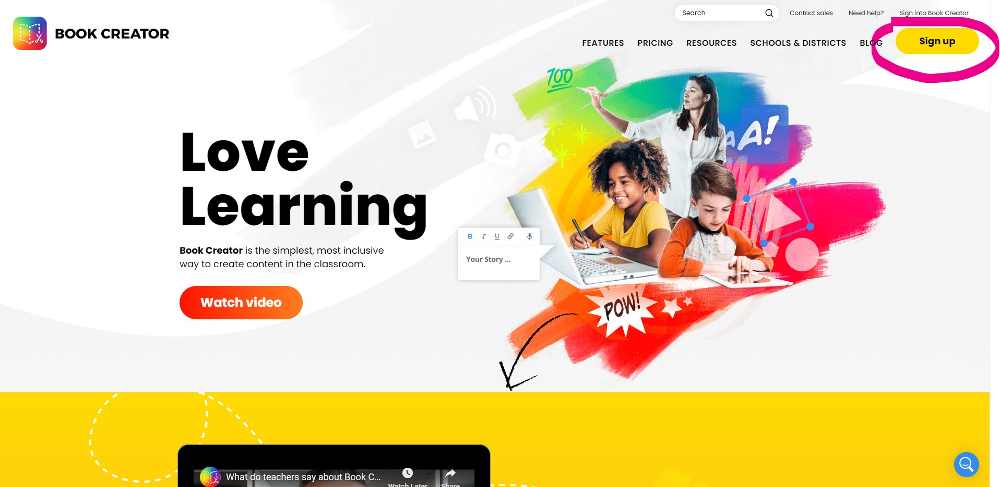 Search
Contact sales
Need help?
Sign into Book Creator
BOOK CREATOR
FEATURES
PRICING
RESOURCES
SCHOOLS & DISTRICTS
BLOG
Sign up
100
AA!
Love
Learning
Book Creator is the simplest, most inclusive
way to create content in the classroom.
B I U
Your Story ...
Watch video
POW!
What do teachers say about Book C...
Watch Later
Share